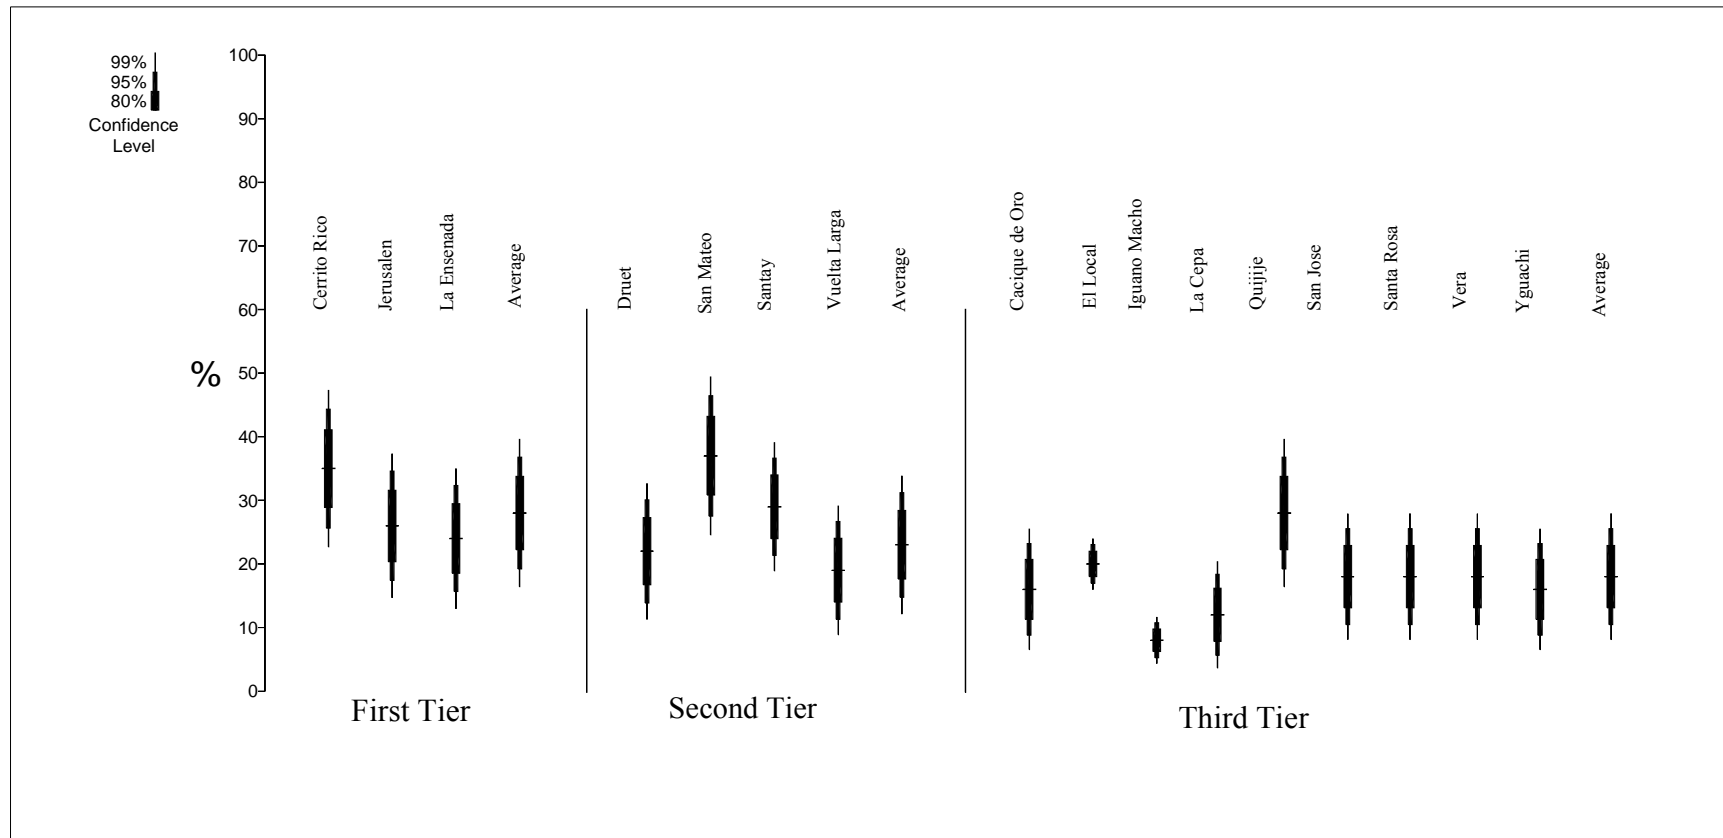 99%
95%
80%
Confidence
Level
100
90
80
70
60
50
40
30
20
10
0
%
Cerrito Rico
Jerusalen
La Ensenada
Average
Druet
San Mateo
Santay
Vuelta Larga
Average
Cacique de Oro
El Local
Iguano Macho
La Cepa
Quijije
San Jose
Santa Rosa
Vera
Yguachi
Average
First Tier
Second Tier
Third Tier